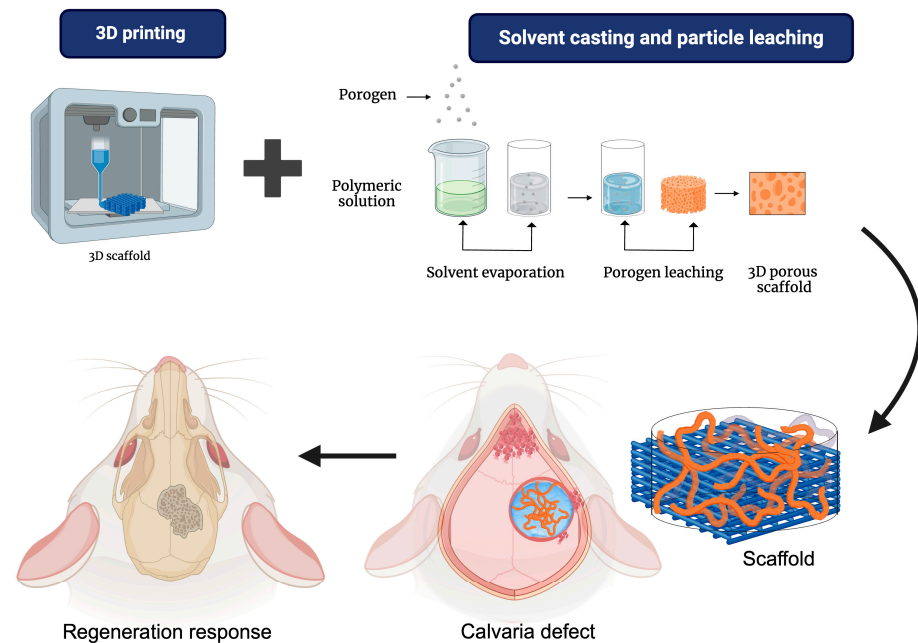 3D printing
Solvent casting and particle leaching
Porogen
Polymeric
solution
3D scaffold
Solvent evaporation
Porogen leaching
3D porous
scaffold
Scaffold
Regeneration response
Calvaria defect